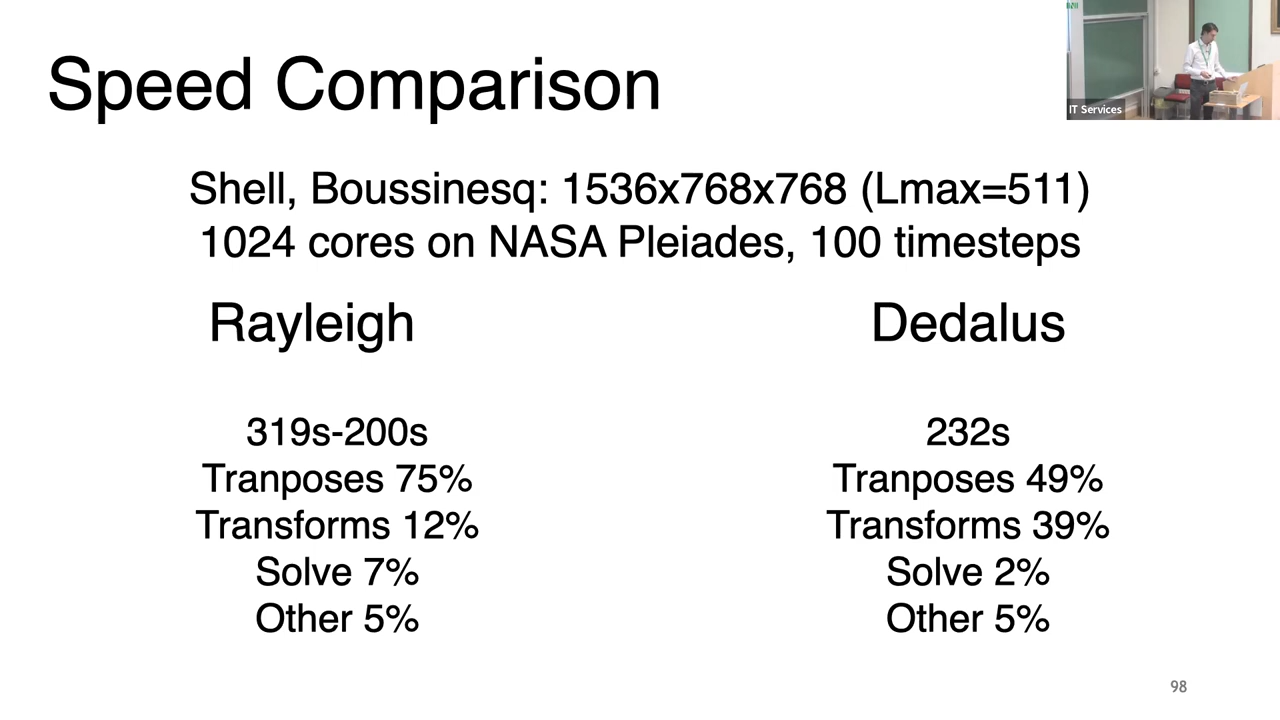 Speed Comparison
IT Services
Shell, Boussinesq: 1536x768x768 (Lmax=511)
1024 cores on NASA Pleiades, 100 timesteps
Rayleigh
Dedalus
319s-200s
Tranposes 75%
Transforms 12%
Solve 7%
Other 5%
232s
Tranposes 49%
Transforms 39%
Solve 2%
Other 5%
98